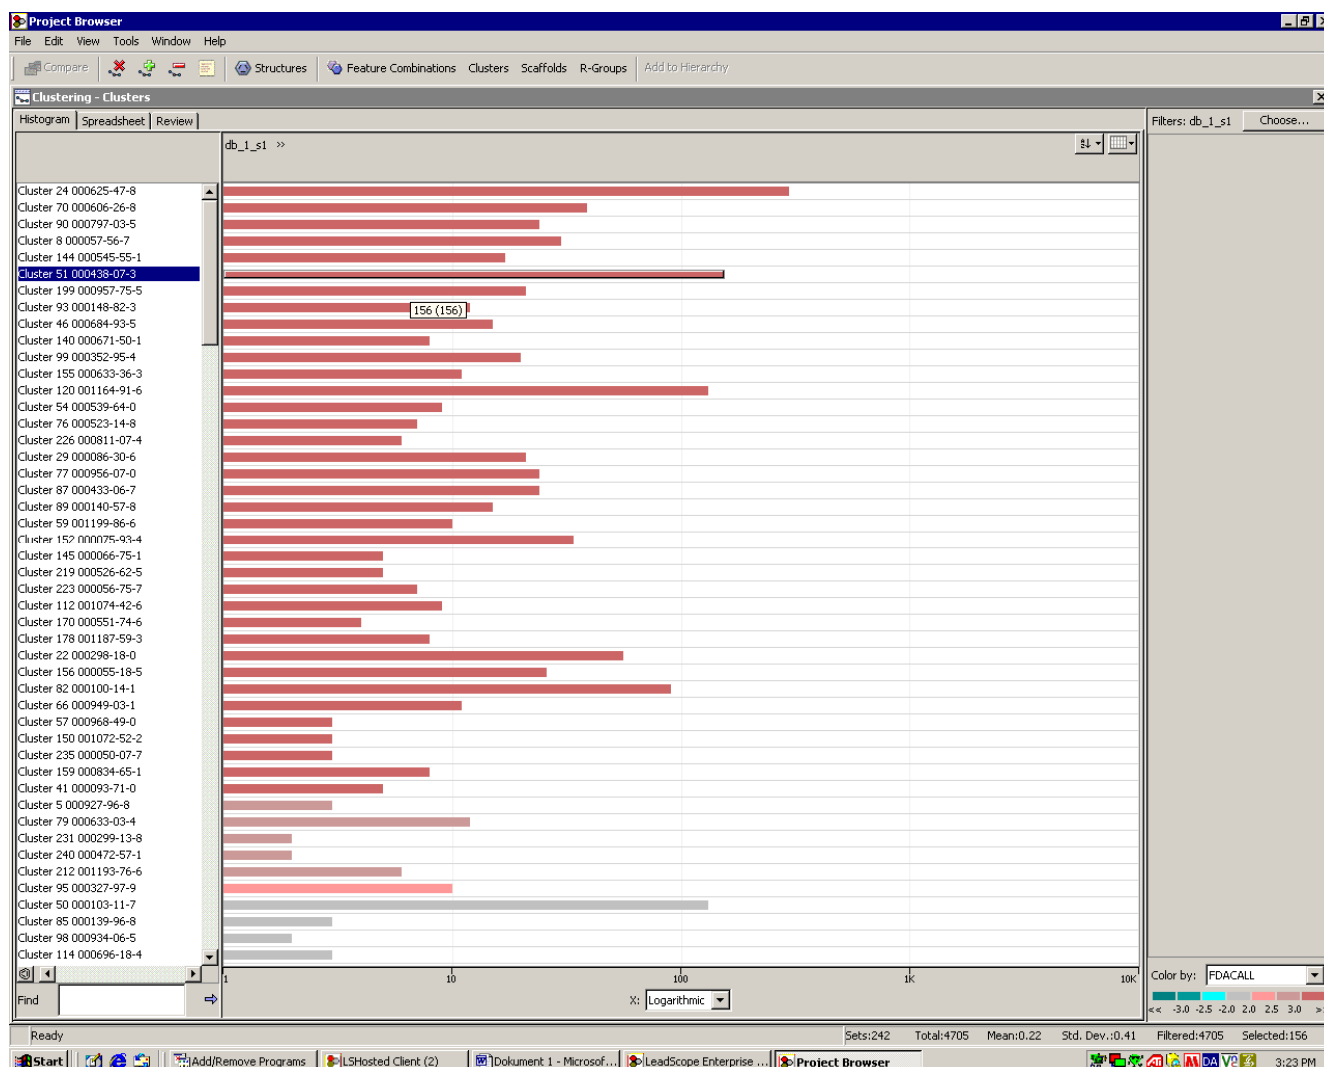 Project Browser
File Edit View Tools Window Help
Compare Structures Feature Combinations Clusters Scaffolds R-Groups Add to Hierarchy
Clustering - Clusters
Histogram Spreadsheet Review Filters: db_1_s1 Choose...
db_1_s1 >>
Cluster 24 000625-47-8
Cluster 70 000606-26-8
Cluster 90 000797-03-5
Cluster 8 000057-56-7
Cluster 144 000545-55-1
Cluster 51 000438-07-3
Cluster 199 000957-75-5
Cluster 93 000148-82-3
156 (156)
Cluster 46 000684-93-5
Cluster 140 000671-50-1
Cluster 99 000352-95-4
Cluster 155 000633-36-3
Cluster 120 001164-91-6
Cluster 54 000539-64-0
Cluster 76 000523-14-8
Cluster 226 000811-07-4
Cluster 29 000086-30-6
Cluster 77 000956-07-0
Cluster 87 000433-06-7
Cluster 89 000140-57-8
Cluster 59 001199-86-6
Cluster 152 000075-93-4
Cluster 145 000066-75-1
Cluster 219 000526-62-5
Cluster 223 000056-75-7
Cluster 112 001074-42-6
Cluster 170 000551-74-6
Cluster 178 001187-59-3
Cluster 22 000298-18-0
Cluster 156 000055-18-5
Cluster 82 000100-14-1
Cluster 66 000949-03-1
Cluster 57 000968-49-0
Cluster 150 001072-52-2
Cluster 235 000050-07-7
Cluster 159 000834-65-1
Cluster 41 000093-71-0
Cluster 5 000927-96-8
Cluster 79 000633-03-4
Cluster 231 000299-13-8
Cluster 240 000472-57-1
Cluster 212 001193-76-6
Cluster 95 000327-97-9
Cluster 50 000103-11-7
Cluster 85 000139-96-8
Cluster 98 000934-06-5
Cluster 114 000696-18-4
1 10 100 1K 10K
Color by: FDACALL
Find X: Logarithmic
<< -3.0 -2.5 -2.0 2.0 2.5 3.0 >
Ready Sets:242 Total:4705 Mean:0.22 Std. Dev.:0.41 Filtered:4705 Selected:156
Start Add/Remove Programs LSHosted Client (2) Dokument 1 - Microsof... LeadScope Enterprise ... Project Browser DA 3:23 PM